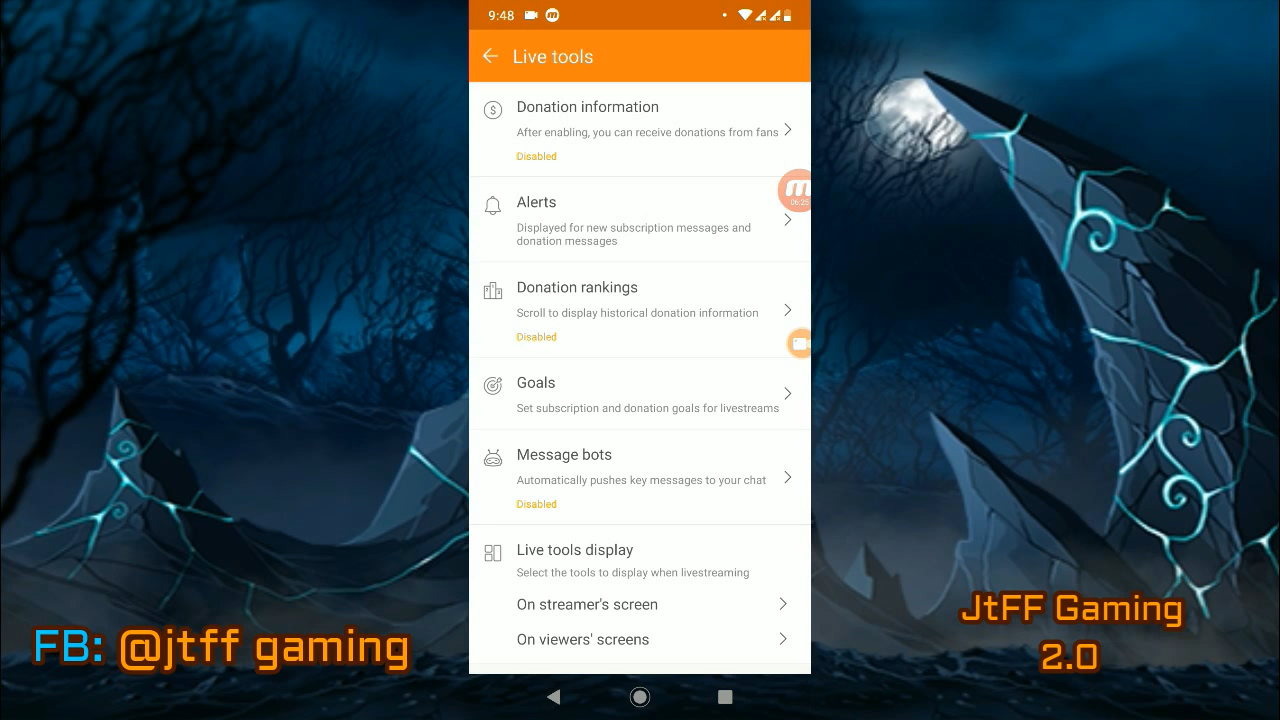 9:48
Live tools
Donation information
After enabling, you can receive donations from fans
Disabled
Alerts
Displayed for new subscription messages and
donation messages
06:25
Donation rankings
Scroll to display historical donation information
Disabled
Goals
Set subscription and donation goals for livestreams
Message bots
Automatically pushes key messages to your chat
Disabled
Live tools display
Select the tools to display when livestreaming
On streamer's screen
On viewers' screens
FB: @jtff gaming
JtFF Gaming
2.0